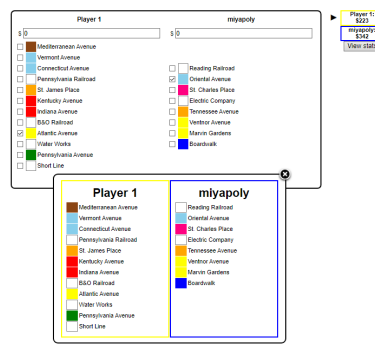 Player 1
miyapoly
$ 0
$ 0
Mediterranean Avenue
Vermont Avenue
Connecticut Avenue
Pennsylvania Railroad
St. James Place
Kentucky Avenue
Indiana Avenue
B&O Railroad
Atlantic Avenue
Water Works
Pennsylvania Avenue
Short Line
Reading Railroad
Oriental Avenue
St. Charles Place
Electric Company
Tennessee Avenue
Ventnor Avenue
Marvin Gardens
Boardwalk
Player 1:
$223
miyapoly:
$342
View stats
Player 1
Mediterranean Avenue
Vermont Avenue
Connecticut Avenue
Pennsylvania Railroad
St. James Place
Kentucky Avenue
Indiana Avenue
B&O Railroad
Atlantic Avenue
Water Works
Pennsylvania Avenue
Short Line
miyapoly
Reading Railroad
Oriental Avenue
St. Charles Place
Electric Company
Tennessee Avenue
Ventnor Avenue
Marvin Gardens
Boardwalk